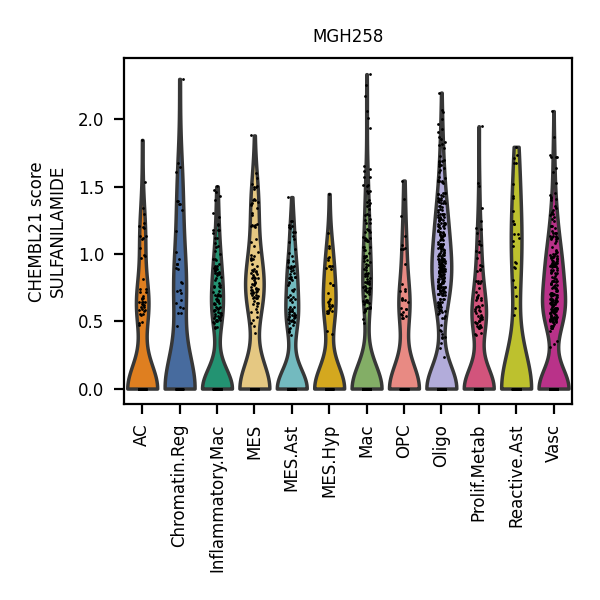 MGH258
CHEMBL21 score
SULFANILAMIDE
2.0
1.5
1.0
0.5
0.0
AC
Chromatin.Reg
Inflammatory.Mac
MES
MES.Ast
MES.Hyp
Mac
OPC
Oligo
Prolif.Metab
Reactive.Ast
Vasc